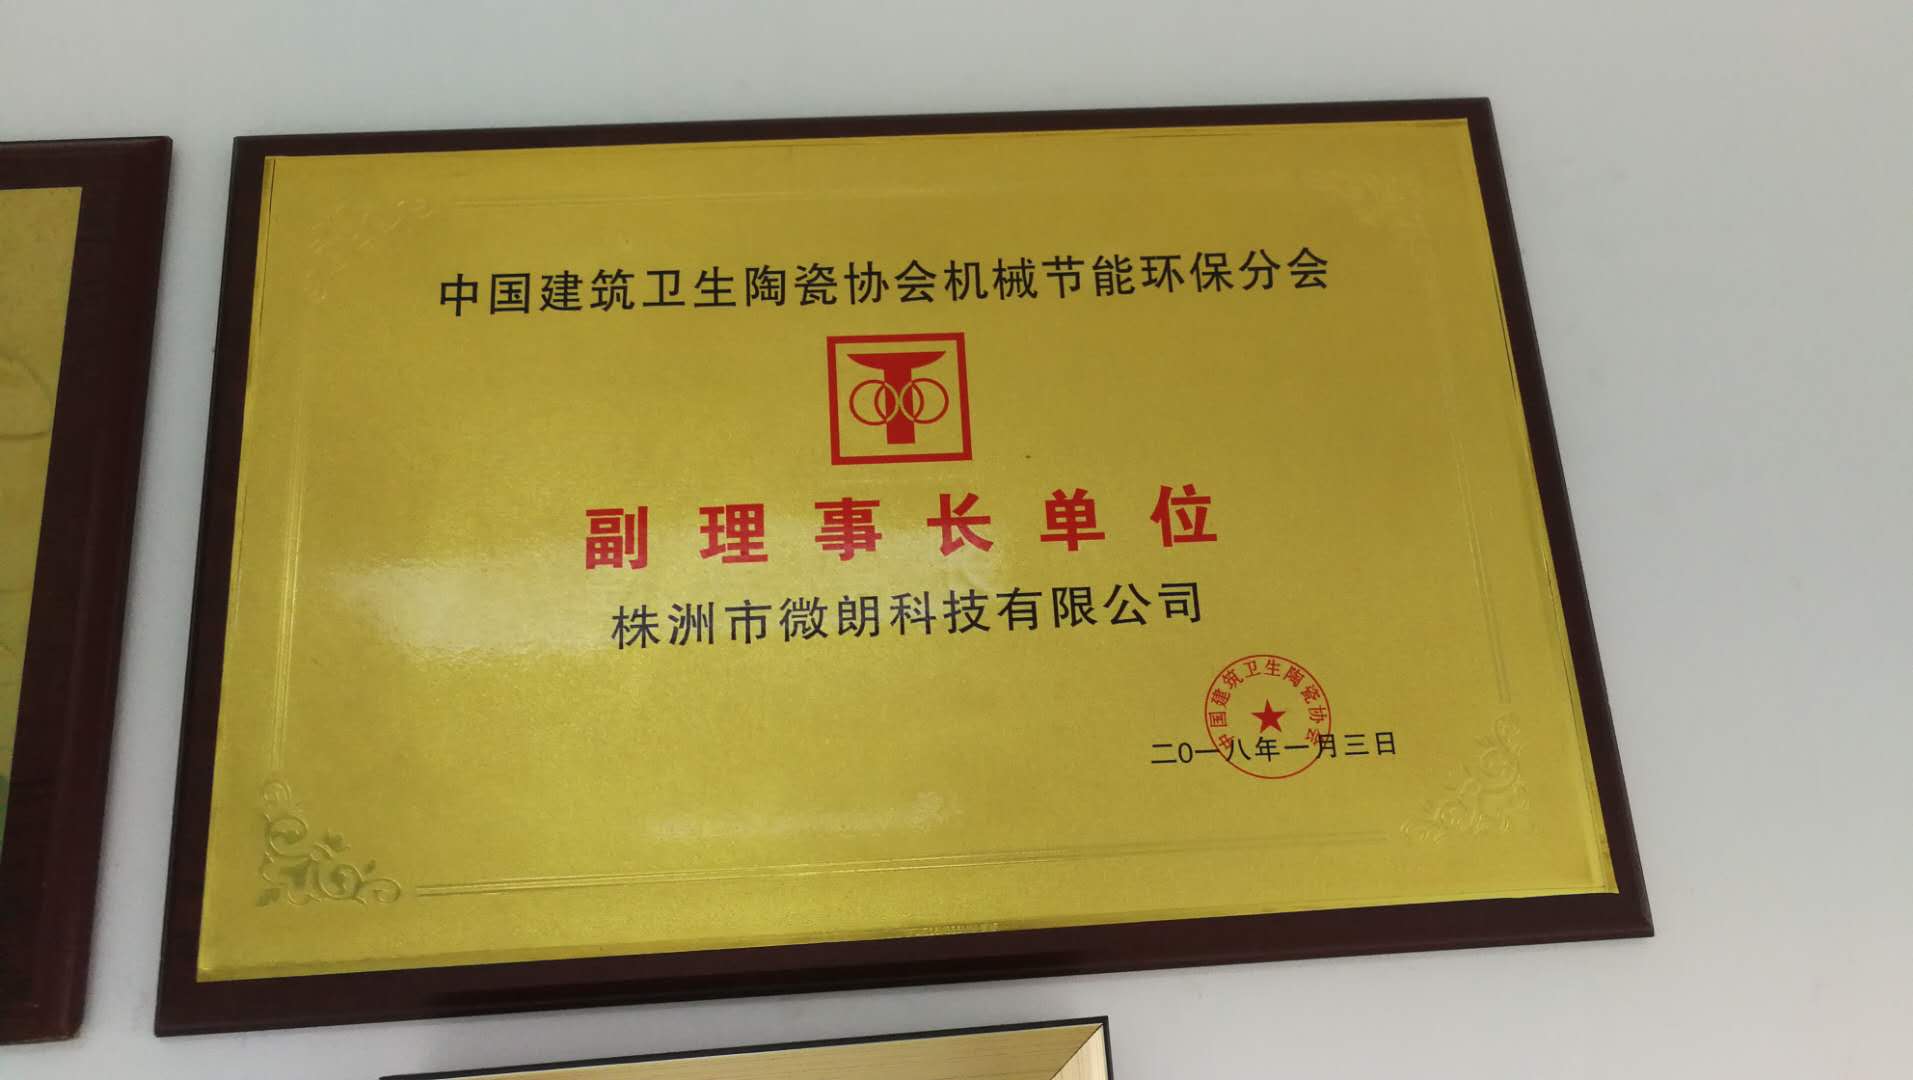 中国建筑卫生陶瓷协会机械节能环保分会
副理事长单位
株洲市微朗科技有限公司
中国建筑卫生陶瓷协会
二0一八年一月三日